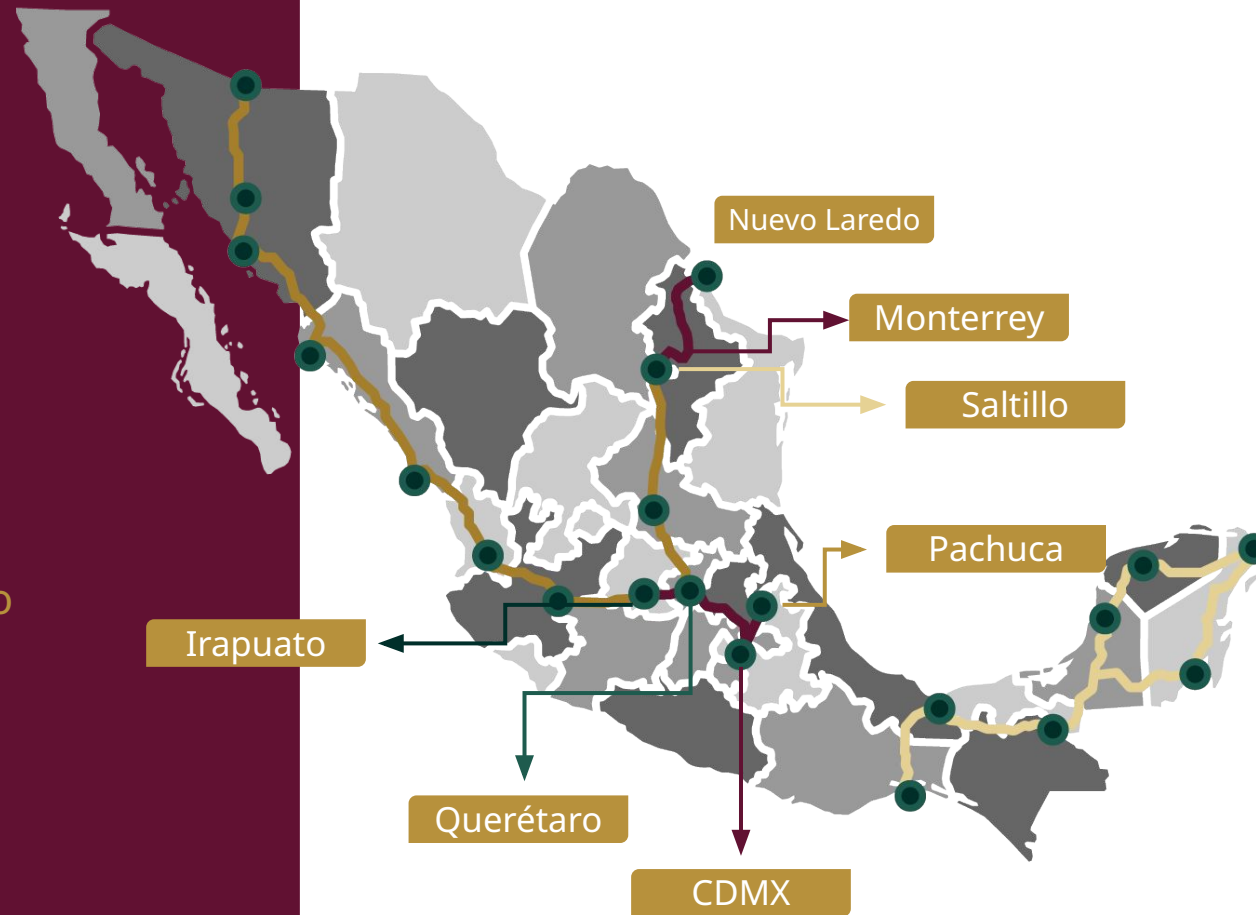 Nuevo Laredo
Monterrey
Saltillo
Pachuca
Irapuato
Querétaro
CDMX